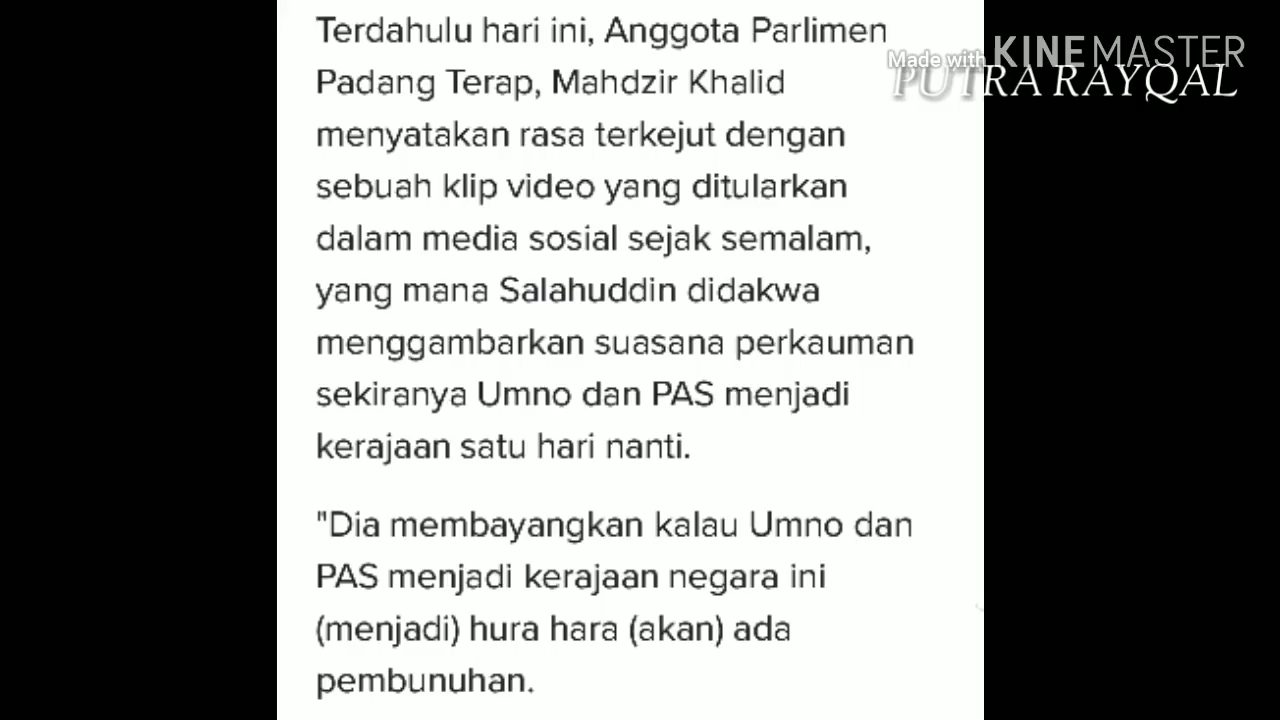 Terdahulu hari ini, Anggota Parlimen
Padang Terap, Mahdzir Khalid
menyatakan rasa terkejut dengan
sebuah klip video yang ditularkan
dalam media sosial sejak semalam,
yang mana Salahuddin didakwa
menggambarkan suasana perkauman
sekiranya Umno dan PAS menjadi
kerajaan satu hari nanti.
"Dia membayangkan kalau Umno dan
PAS menjadi kerajaan negara ini
(menjadi) hura hara (akan) ada
pembunuhan.
Made with KINEMASTER
PUTRA RAYQAL